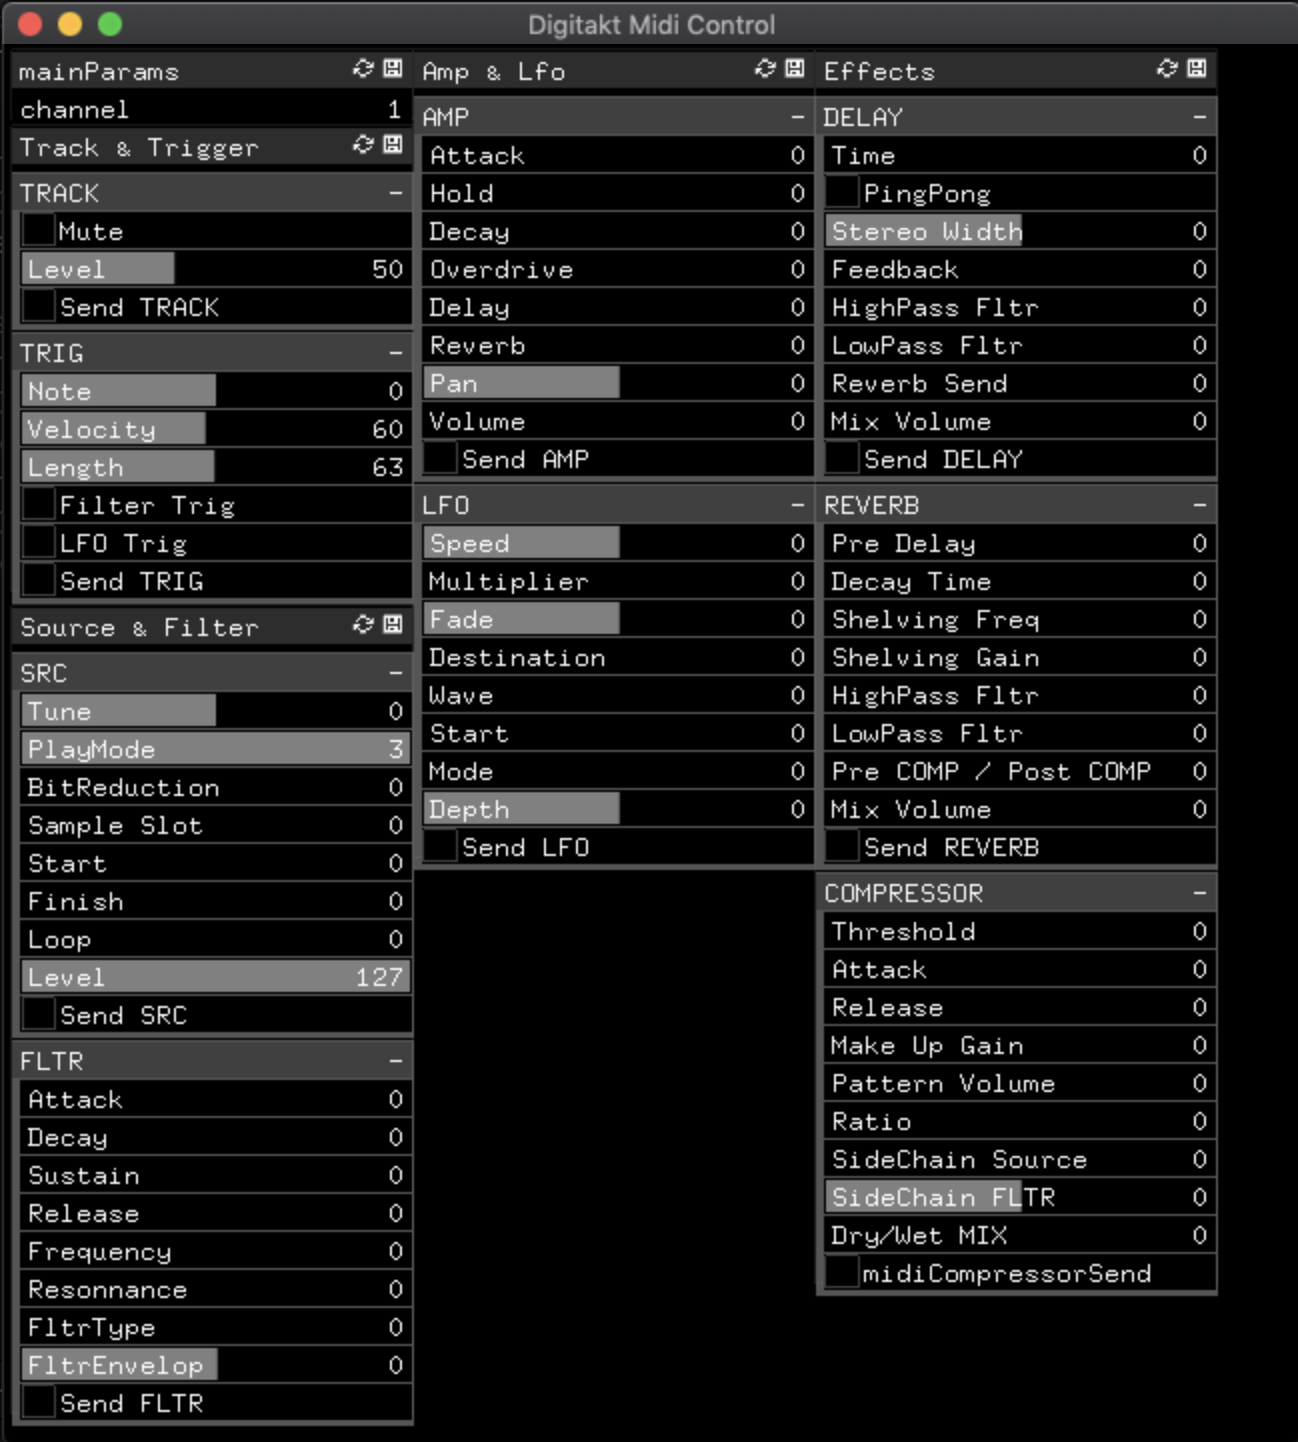 Digitakt Midi Control
mainParams
channel 1
Track & Trigger
TRACK -
Mute
Level 50
Send TRACK
TRIG -
Note 0
Velocity 60
Length 63
Filter Trig
LFO Trig
Send TRIG
Source & Filter
SRC -
Tune 0
PlayMode 3
BitReduction 0
Sample Slot 0
Start 0
Finish 0
Loop 0
Level 127
Send SRC
FLTR -
Attack 0
Decay 0
Sustain 0
Release 0
Frequency 0
Resonnance 0
FltrType 0
FltrEnvelop 0
Send FLTR
Amp & Lfo
AMP -
Attack 0
Hold 0
Decay 0
Overdrive 0
Delay 0
Reverb 0
Pan 0
Volume 0
Send AMP
LFO -
Speed 0
Multiplier 0
Fade 0
Destination 0
Wave 0
Start 0
Mode 0
Depth 0
Send LFO
Effects
DELAY -
Time 0
PingPong
Stereo Width 0
Feedback 0
HighPass Fltr 0
LowPass Fltr 0
Reverb Send 0
Mix Volume 0
Send DELAY
REVERB -
Pre Delay 0
Decay Time 0
Shelving Freq 0
Shelving Gain 0
HighPass Fltr 0
LowPass Fltr 0
Pre COMP / Post COMP 0
Mix Volume 0
Send REVERB
COMPRESSOR -
Threshold 0
Attack 0
Release 0
Make Up Gain 0
Pattern Volume 0
Ratio 0
SideChain Source 0
SideChain FLTR 0
Dry/Wet MIX 0
midiCompressorSend